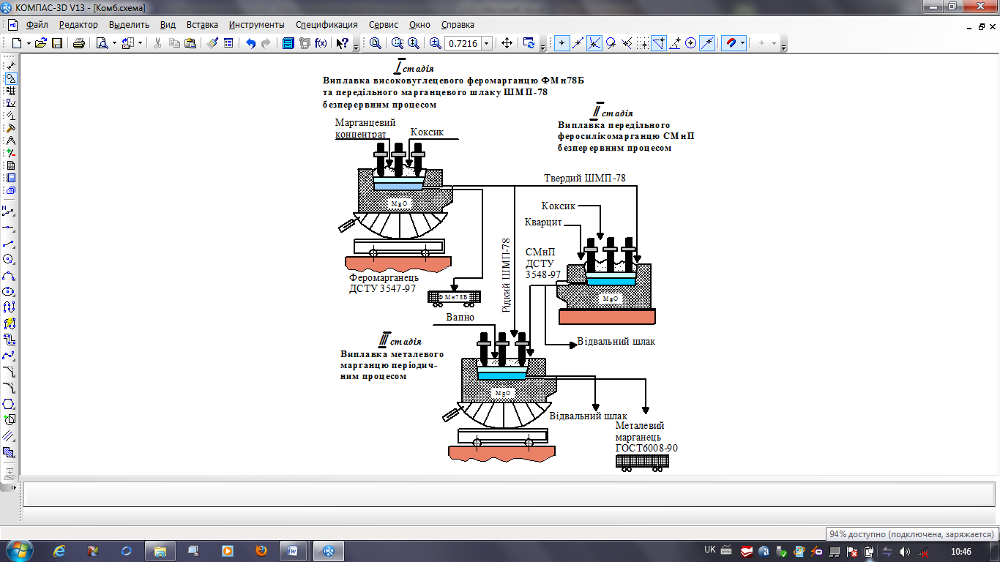 КОМПАС-3D V13 - [Комб.схема]
Файл Редактор Выделить Вид Вставка Инструменты Спецификация Сервис Окно Справка
0.7216
f(x)
I стадія
Виплавка високовуглецевого феромарганцю ФМн78Б
та передільного марганцевого шлаку ШМП-78
безперервним процесом
II стадія
Виплавка передільного
феросилікомарганцю СМнП
безперервним процесом
Марганцевий
концентрат
Коксик
MgO
Твердий ШМП-78
Коксик
Кварцит
Рідкий ШМП-78
СМнП
ДСТУ
3548-97
MgO
Феромарганець
ДСТУ 3547-97
ФМн78Б
Вапно
Відвальний шлак
III стадія
Виплавка металевого
марганцю періодич-
ним процесом
MgO
Відвальний шлак
Металевий
марганець
ГОСТ6008-90
94% доступно (подключена, заряжается)
UK
10:46